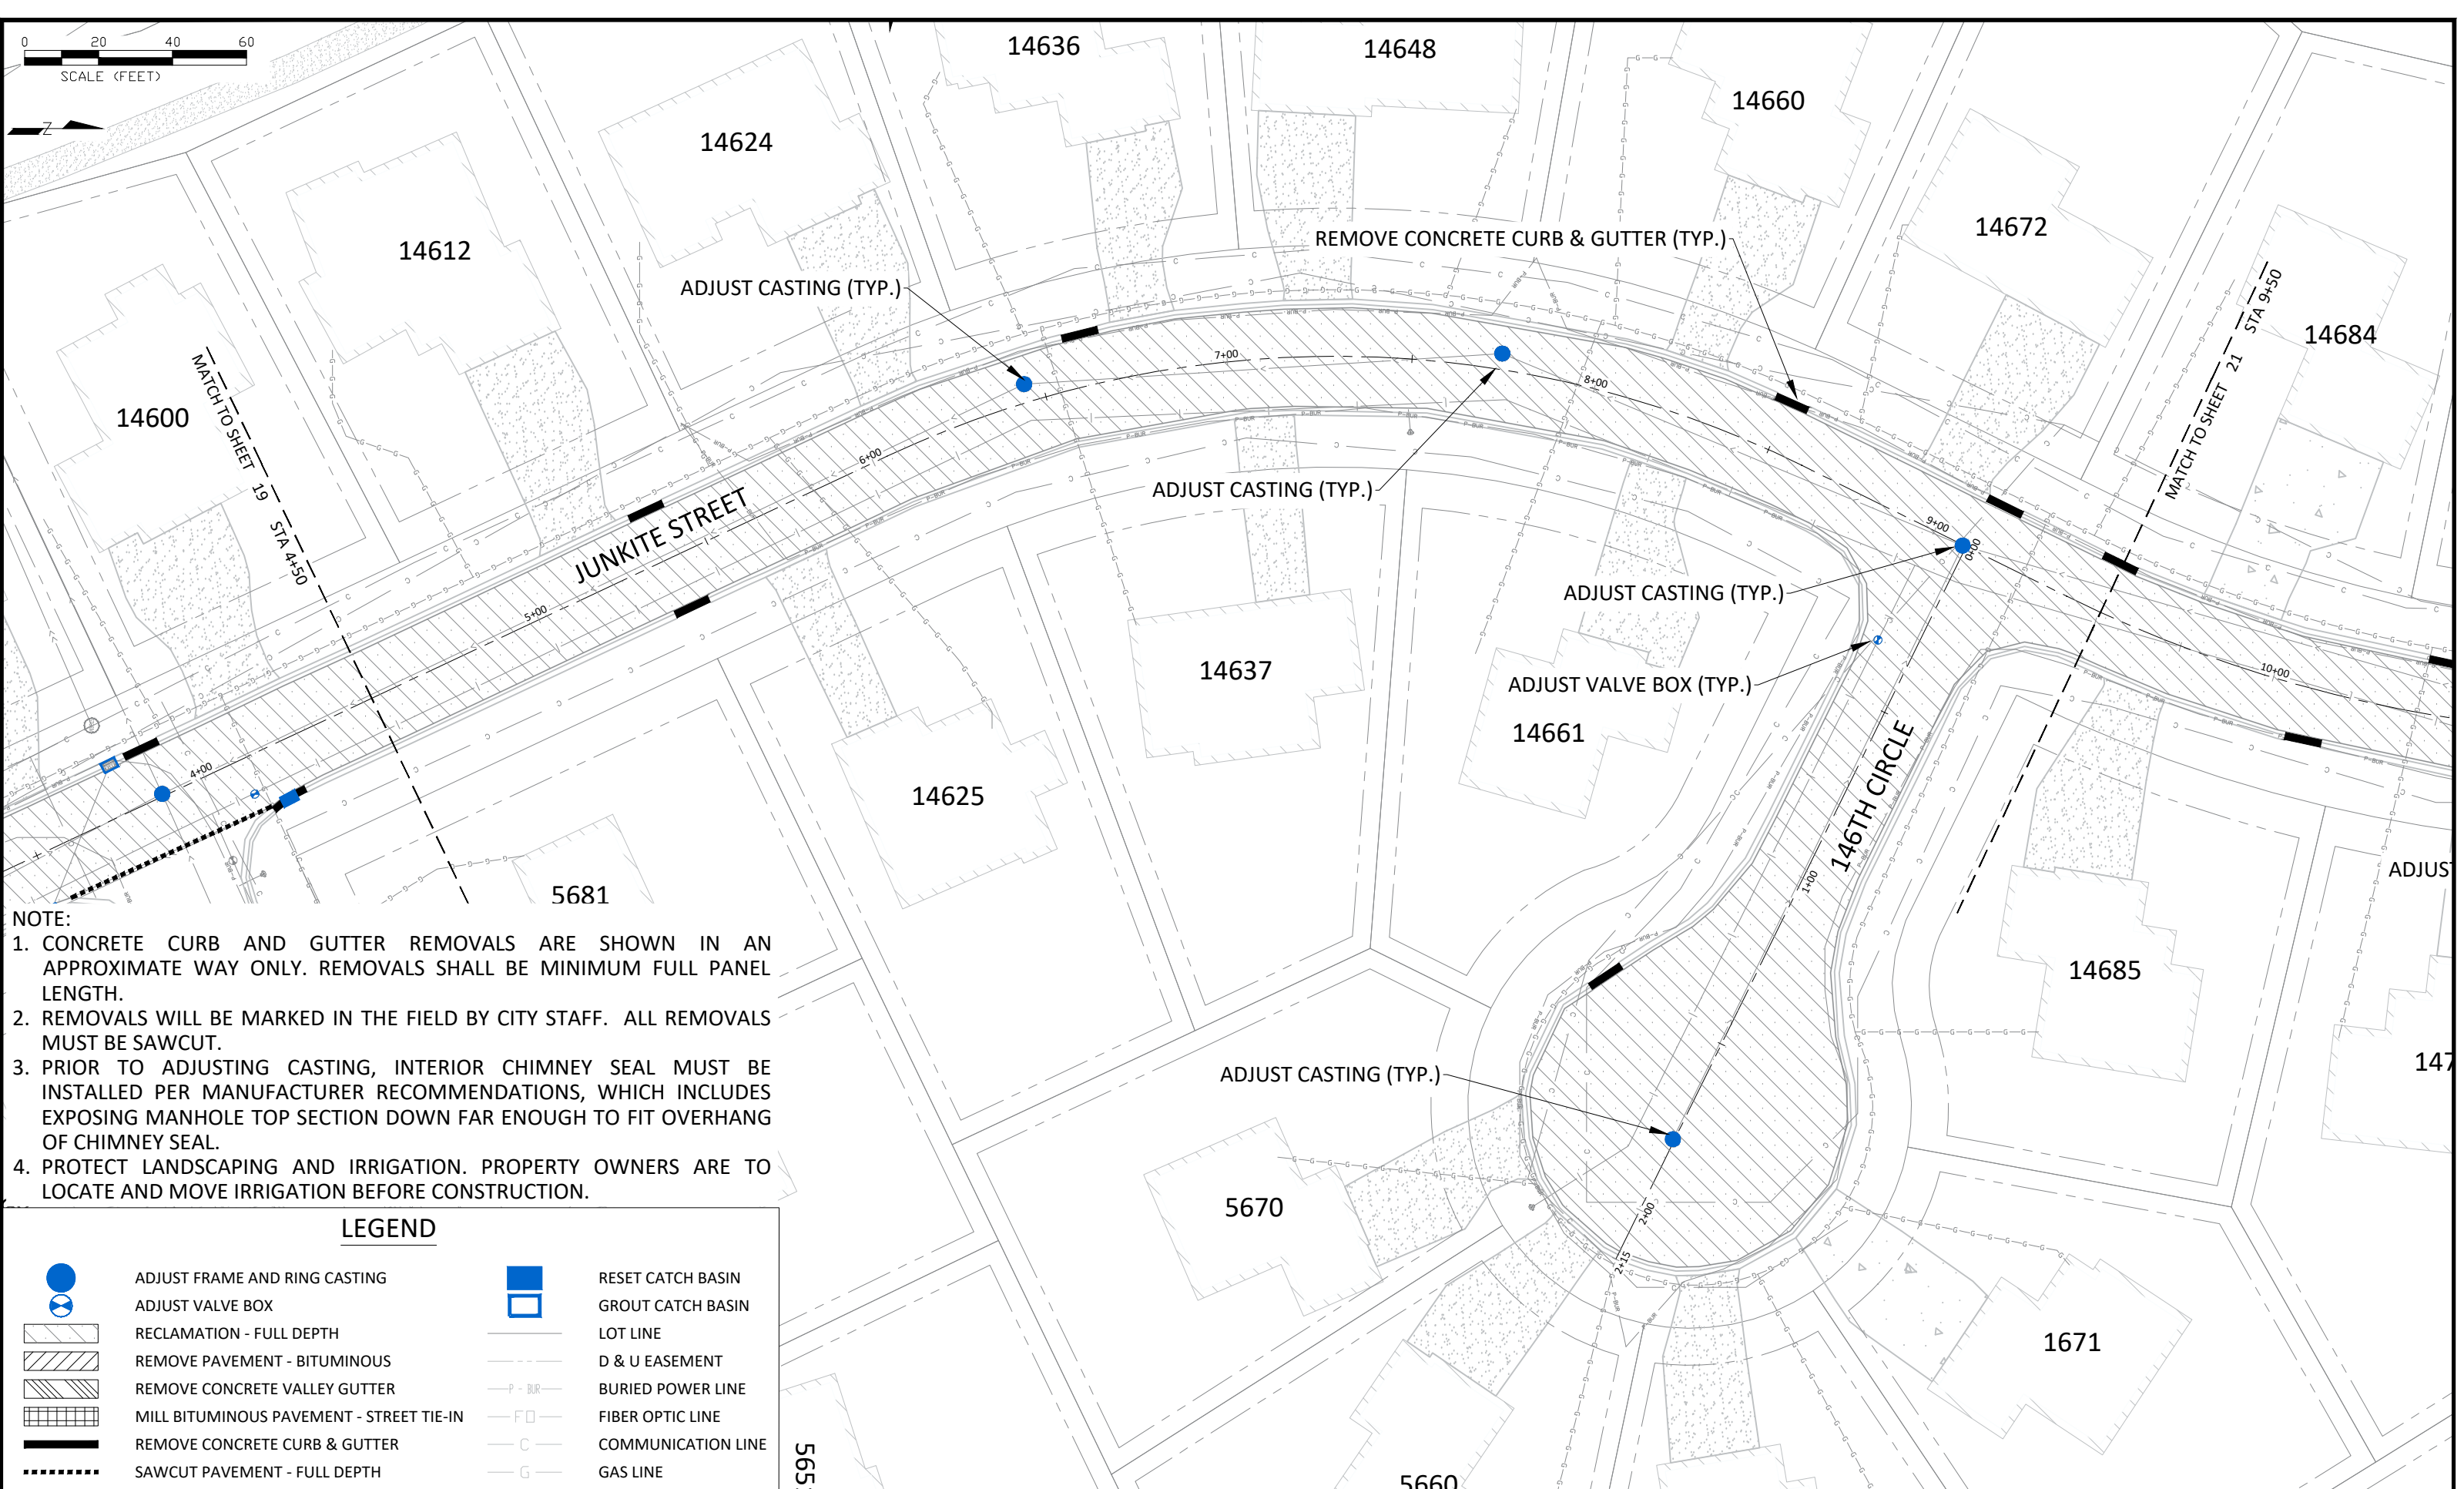 0 20 40 60
SCALE (FEET)
Z
14636
14648
14660
14624
14672
14612
REMOVE CONCRETE CURB & GUTTER (TYP.)
ADJUST CASTING (TYP.)
14684
14600
MATCH TO SHEET 19 STA 4+50
MATCH TO SHEET 21 STA 9+50
7+00
8+00
6+00
ADJUST CASTING (TYP.)
JUNKITE STREET
9+00
0+00
5+00
ADJUST CASTING (TYP.)
14637
ADJUST VALVE BOX (TYP.)
10+00
14661
146TH CIRCLE
4+00
14625
1+00
ADJUS
5681
14685
147
ADJUST CASTING (TYP.)
5670
2+00
2+15
1671
5660
565
NOTE:
1. CONCRETE CURB AND GUTTER REMOVALS ARE SHOWN IN AN
APPROXIMATE WAY ONLY. REMOVALS SHALL BE MINIMUM FULL PANEL
LENGTH.
2. REMOVALS WILL BE MARKED IN THE FIELD BY CITY STAFF. ALL REMOVALS
MUST BE SAWCUT.
3. PRIOR TO ADJUSTING CASTING, INTERIOR CHIMNEY SEAL MUST BE
INSTALLED PER MANUFACTURER RECOMMENDATIONS, WHICH INCLUDES
EXPOSING MANHOLE TOP SECTION DOWN FAR ENOUGH TO FIT OVERHANG
OF CHIMNEY SEAL.
4. PROTECT LANDSCAPING AND IRRIGATION. PROPERTY OWNERS ARE TO
LOCATE AND MOVE IRRIGATION BEFORE CONSTRUCTION.
LEGEND
ADJUST FRAME AND RING CASTING
ADJUST VALVE BOX
RECLAMATION - FULL DEPTH
REMOVE PAVEMENT - BITUMINOUS
REMOVE CONCRETE VALLEY GUTTER
MILL BITUMINOUS PAVEMENT - STREET TIE-IN
REMOVE CONCRETE CURB & GUTTER
SAWCUT PAVEMENT - FULL DEPTH
RESET CATCH BASIN
GROUT CATCH BASIN
LOT LINE
D & U EASEMENT
P - BUR BURIED POWER LINE
FO FIBER OPTIC LINE
C COMMUNICATION LINE
G GAS LINE